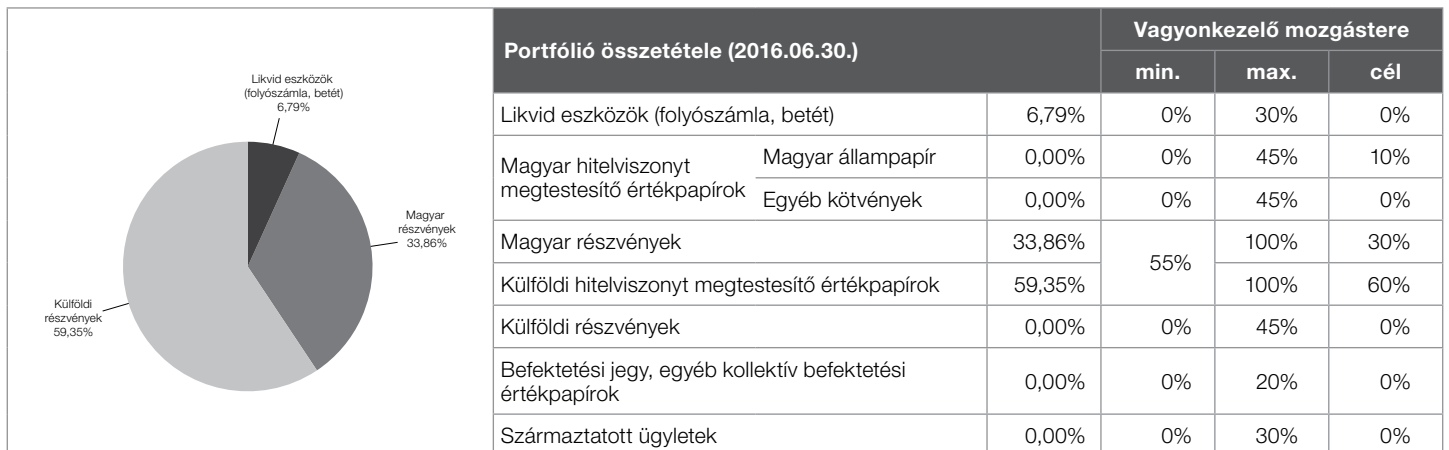 Likvid eszközök
(folyószámla, betét)
6,79%
Magyar
részvények
33,86%
Külföldi
részvények
59,35%
Portfólió összetétele (2016.06.30.) Vagyonkezelő mozgástere
min. max. cél
Likvid eszközök (folyószámla, betét) 6,79% 0% 30% 0%
Magyar hitelviszonyt
megtestesítő értékpapírok
Magyar állampapír 0,00% 0% 45% 10%
Egyéb kötvények 0,00% 0% 45% 0%
Magyar részvények 33,86% 55% 100% 30%
Külföldi hitelviszonyt megtestesítő értékpapírok 59,35% 100% 60%
Külföldi részvények 0,00% 0% 45% 0%
Befektetési jegy, egyéb kollektív befektetési
értékpapírok 0,00% 0% 20% 0%
Származtatott ügyletek 0,00% 0% 30% 0%